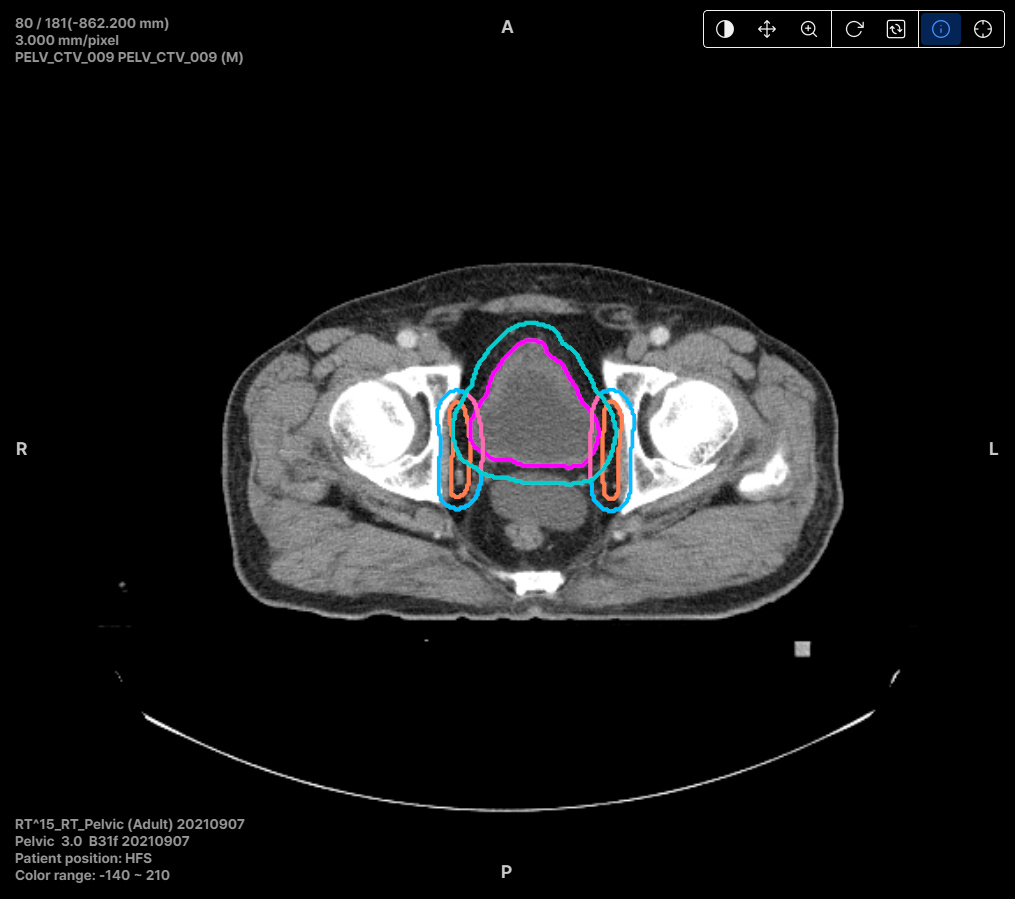 80 / 181(-862.200 mm)
3.000 mm/pixel
PELV_CTV_009 PELV_CTV_009 (M)
A
R
L
RT^15_RT_Pelvic (Adult) 20210907
Pelvic  3.0  B31f 20210907
Patient position: HFS
Color range: -140 ~ 210
P